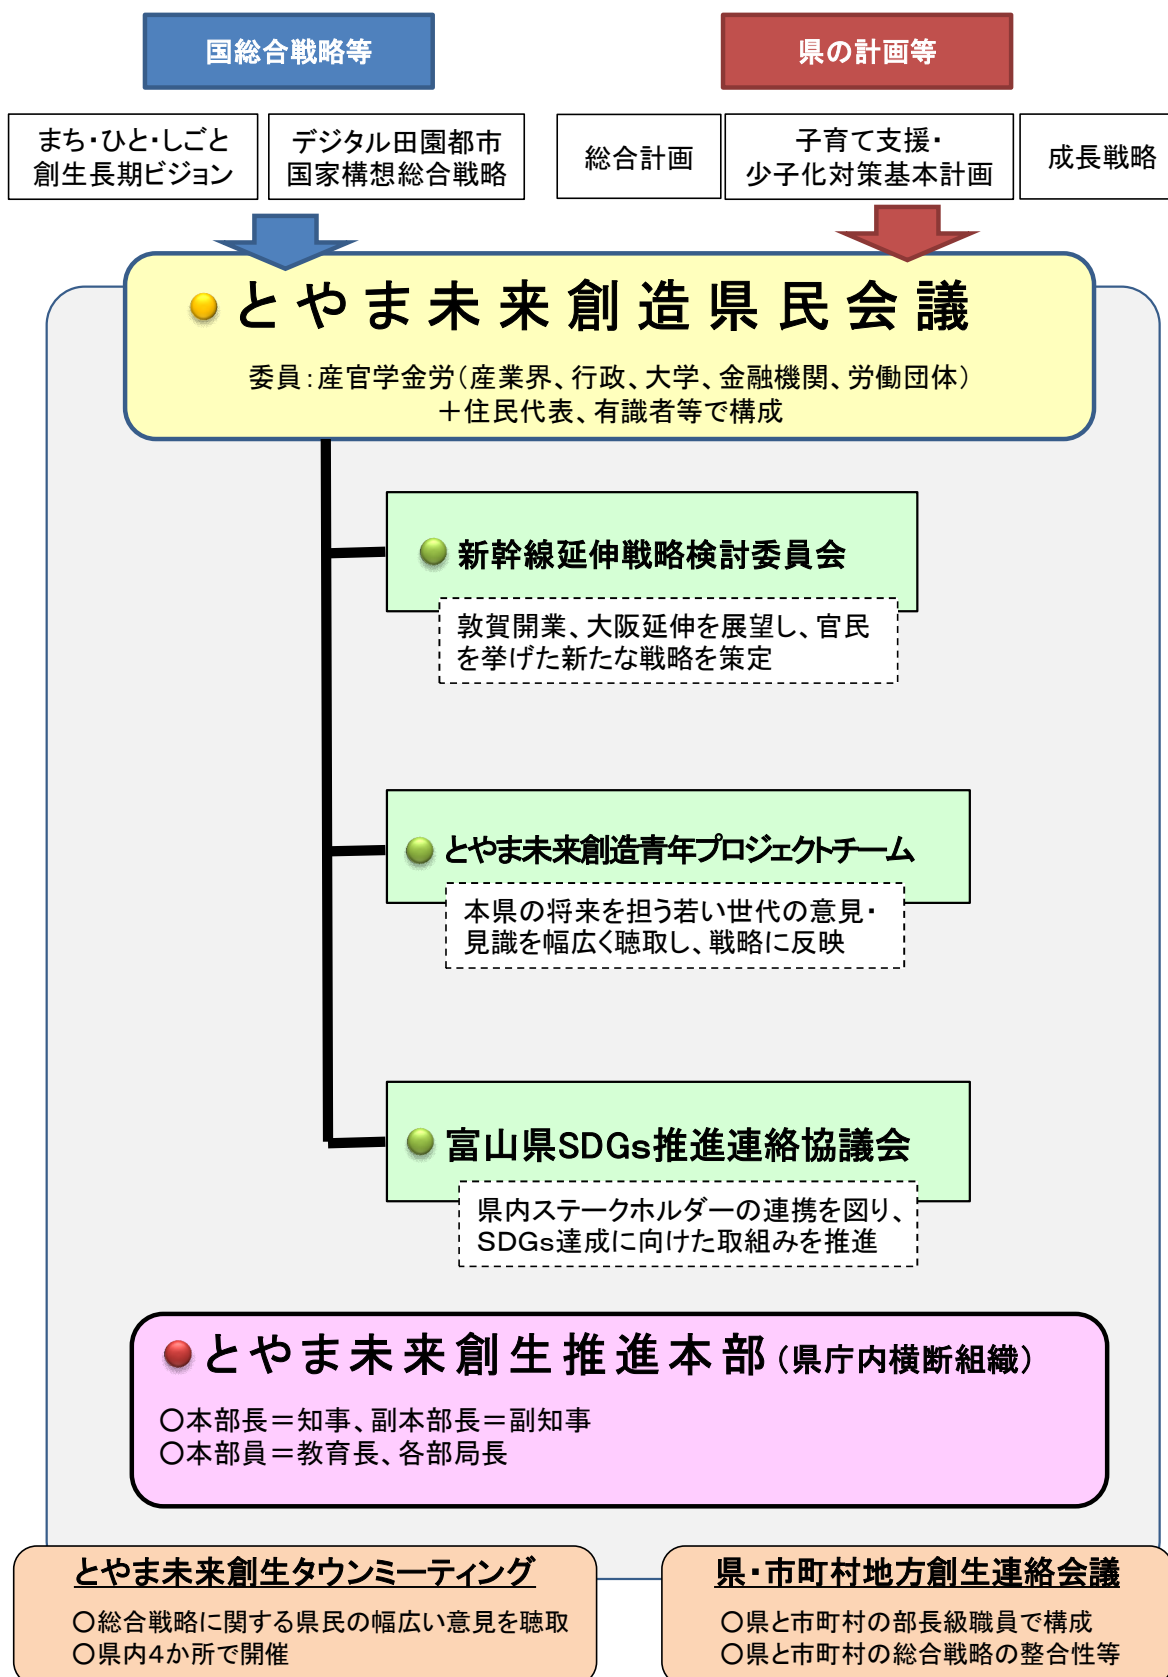 国総合戦略等
県の計画等
まち・ひと・しごと
創生長期ビジョン
デジタル田園都市
国家構想総合戦略
総合計画
子育て支援・
少子化対策基本計画
成長戦略
とやま未来創造県民会議
委員：産官学金労（産業界、行政、大学、金融機関、労働団体）
＋住民代表、有識者等で構成
新幹線延伸戦略検討委員会
敦賀開業、大阪延伸を展望し、官民
を挙げた新たな戦略を策定
とやま未来創造青年プロジェクトチーム
本県の将来を担う若い世代の意見・
見識を幅広く聴取し、戦略に反映
富山県SDGs推進連絡協議会
県内ステークホルダーの連携を図り、
SDGs達成に向けた取組みを推進
とやま未来創生推進本部（県庁内横断組織）
○本部長＝知事、副本部長＝副知事
○本部員＝教育長、各部局長
とやま未来創生タウンミーティング
○総合戦略に関する県民の幅広い意見を聴取
○県内4か所で開催
県・市町村地方創生連絡会議
○県と市町村の部長級職員で構成
○県と市町村の総合戦略の整合性等